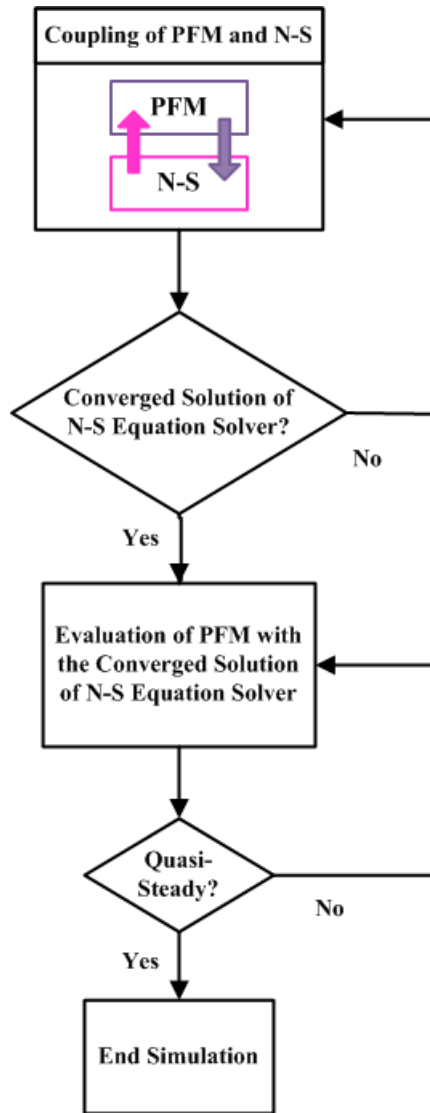 Coupling of PFM and N-S
PFM
N-S
Converged Solution of
N-S Equation Solver?
No
Yes
Evaluation of PFM with
the Converged Solution
of N-S Equation Solver
Quasi-
Steady?
No
Yes
End Simulation